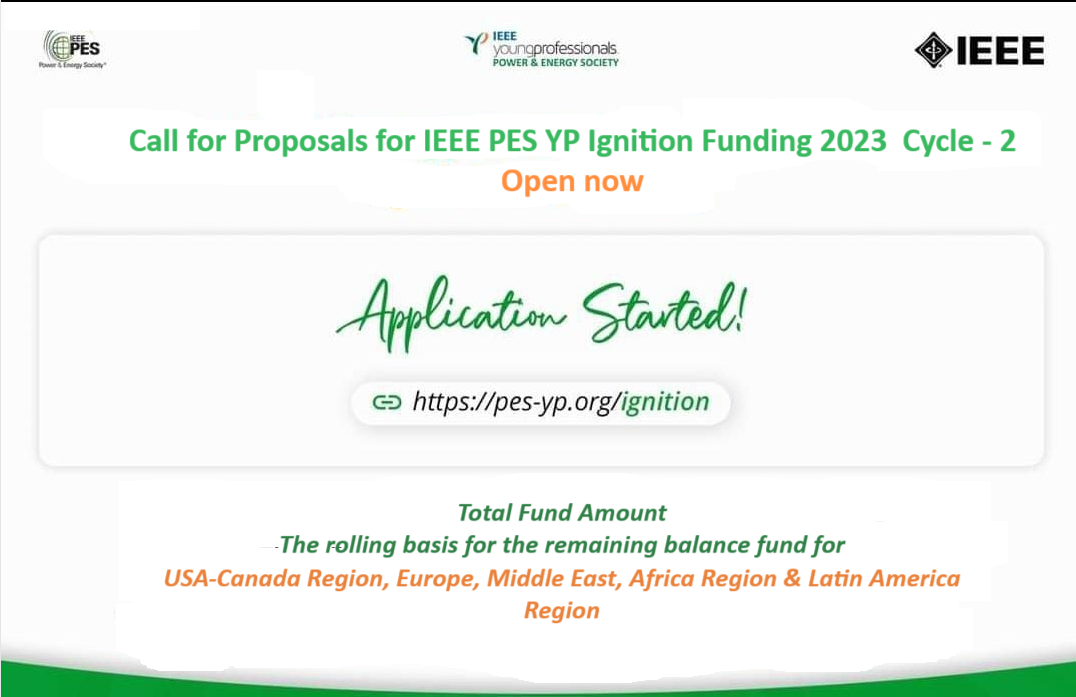 IEEE
PES
Power & Energy Society®
IEEE
youngprofessionals
POWER & ENERGY SOCIETY
IEEE
Call for Proposals for IEEE PES YP Ignition Funding 2023 Cycle - 2
Open now
Application Started!
https://pes-yp.org/ignition
Total Fund Amount
The rolling basis for the remaining balance fund for
USA-Canada Region, Europe, Middle East, Africa Region & Latin America
Region